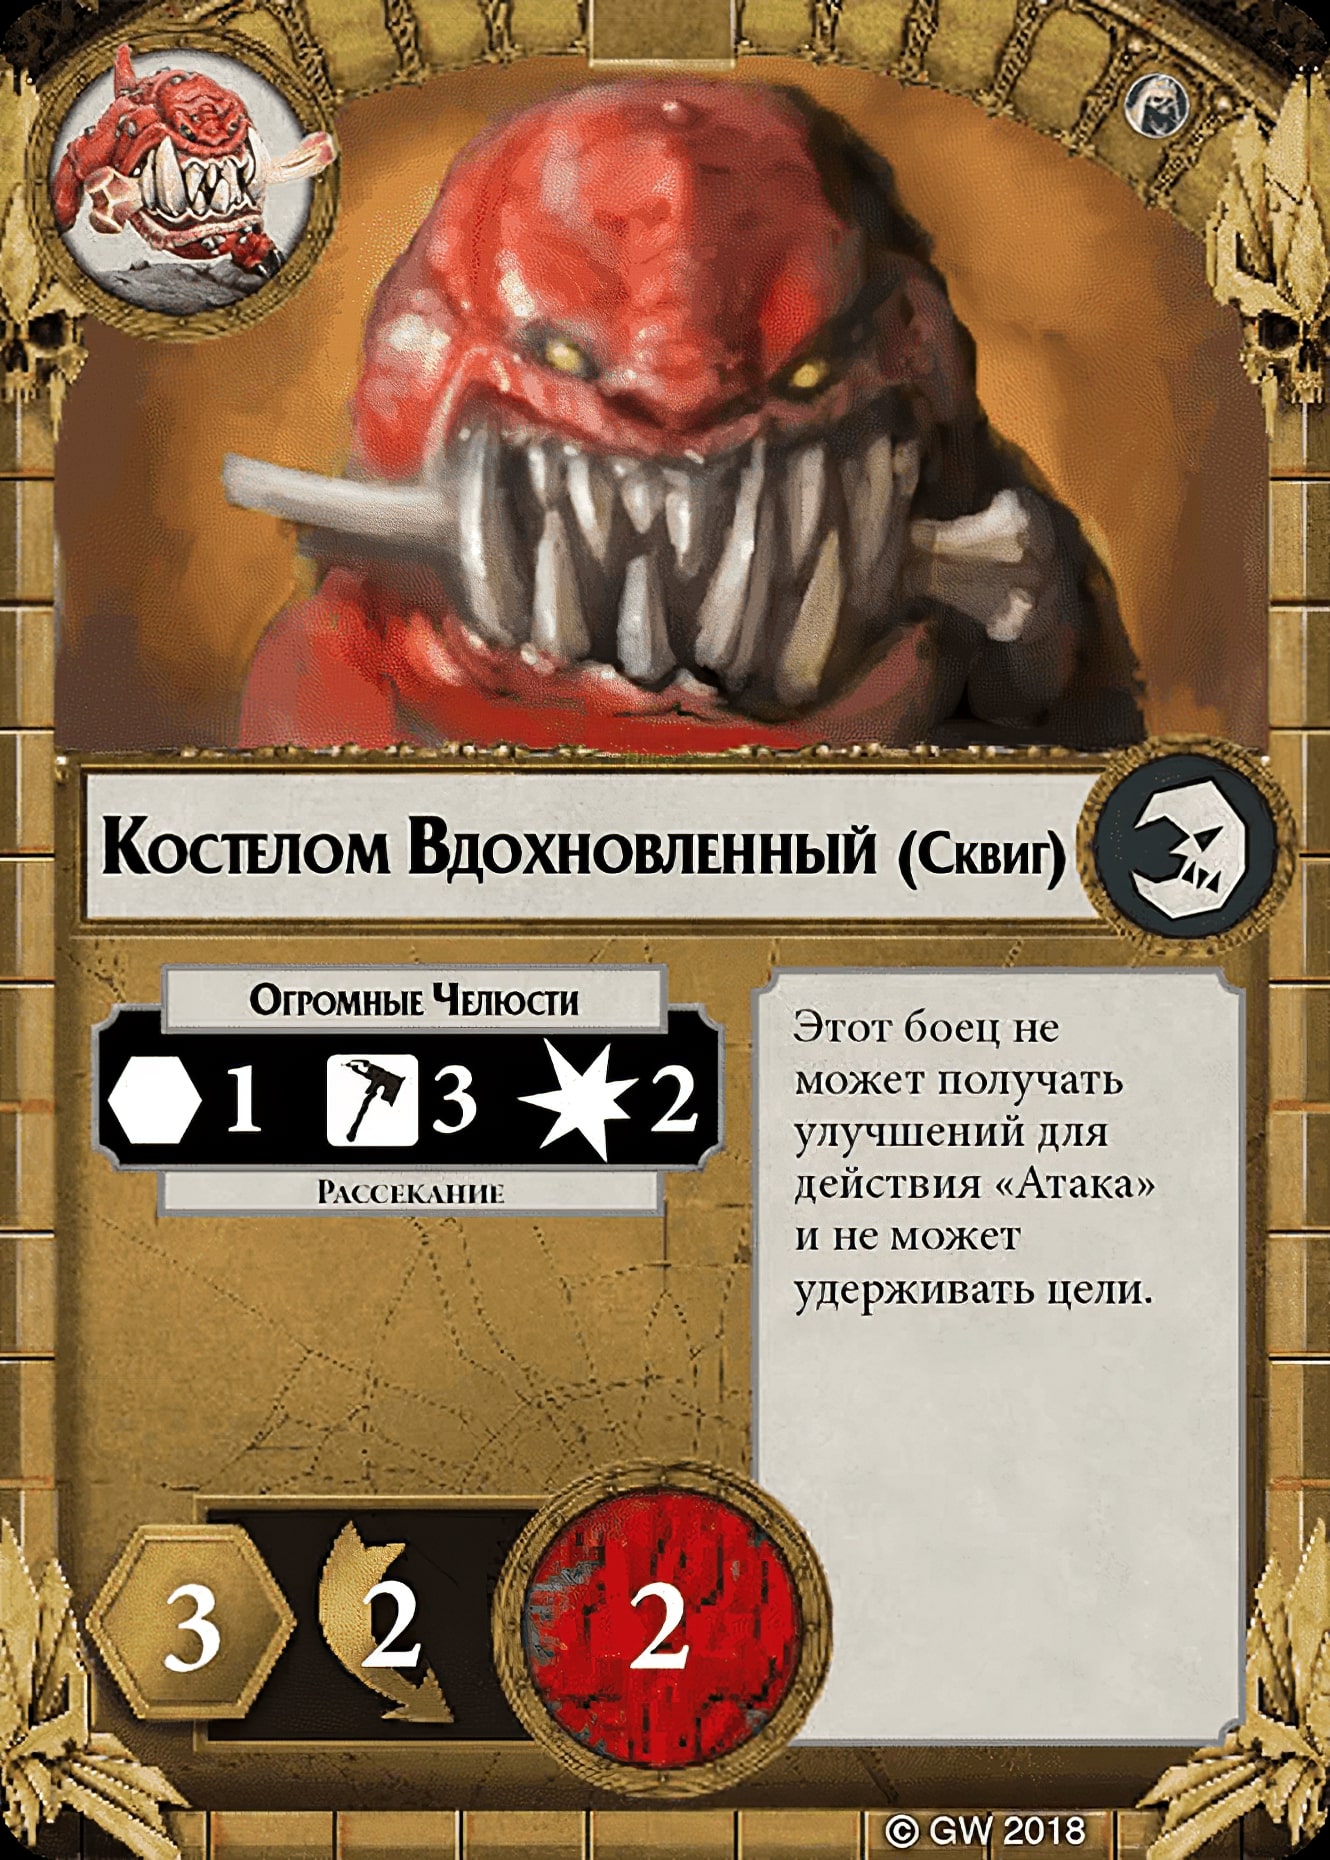 Костелом Вдохновленный (Сквиг)
Огромные Челюсти
1 3 2
Рассекание
Этот боец не
может получать
улучшений для
действия «Атака»
и не может
удерживать цели.
3 2 2
© GW 2018